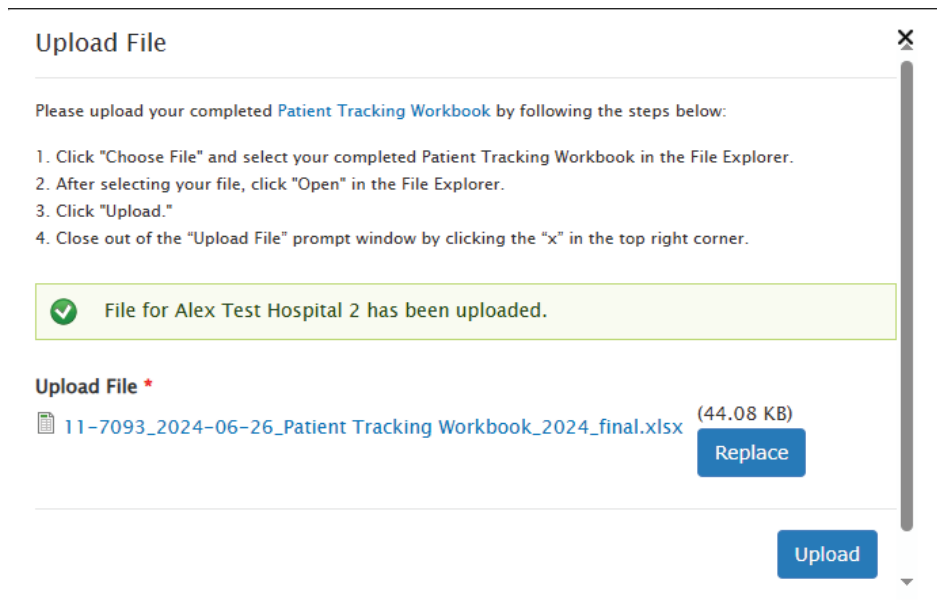 Upload File
Please upload your completed Patient Tracking Workbook by following the steps below:
1. Click "Choose File" and select your completed Patient Tracking Workbook in the File Explorer.
2. After selecting your file, click "Open" in the File Explorer.
3. Click "Upload."
4. Close out of the “Upload File” prompt window by clicking the “x” in the top right corner.
File for Alex Test Hospital 2 has been uploaded.
Upload File *
11-7093_2024-06-26_Patient Tracking Workbook_2024_final.xlsx (44.08 KB)
Replace
Upload